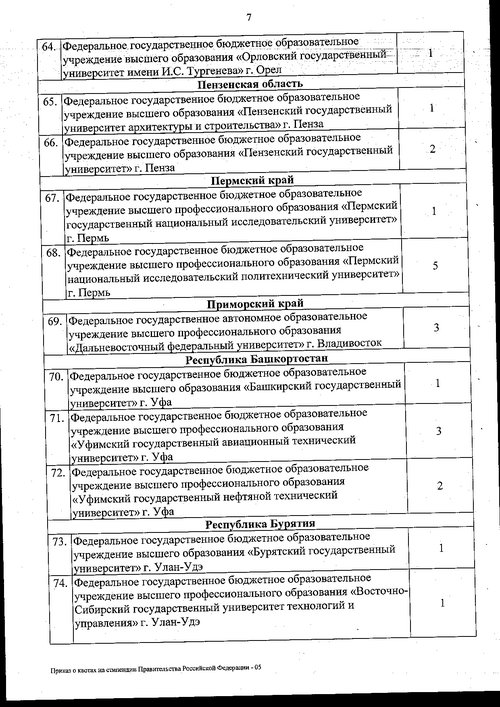 7
64. Федеральное государственное бюджетное образовательное
учреждение высшего образования «Орловский государственный 1
университет имени И.С. Тургенева» г. Орел
Пензенская область
65. Федеральное государственное бюджетное образовательное
учреждение высшего образования «Пензенский государственный 1
университет архитектуры и строительства» г. Пенза
66. Федеральное государственное бюджетное образовательное
учреждение высшего образования «Пензенский государственный 2
университет» г. Пенза
Пермский край
67. Федеральное государственное бюджетное образовательное
учреждение высшего профессионального образования «Пермский 1
государственный национальный исследовательский университет»
г. Пермь
68. Федеральное государственное бюджетное образовательное
учреждение высшего профессионального образования «Пермский 5
национальный исследовательский политехнический университет»
г. Пермь
Приморский край
69. Федеральное государственное автономное образовательное
учреждение высшего профессионального образования 3
«Дальневосточный федеральный университет» г. Владивосток
Республика Башкортостан
70. Федеральное государственное бюджетное образовательное
учреждение высшего образования «Башкирский государственный 1
университет» г. Уфа
71. Федеральное государственное бюджетное образовательное
учреждение высшего профессионального образования 3
«Уфимский государственный авиационный технический
университет» г. Уфа
72. Федеральное государственное бюджетное образовательное
учреждение высшего профессионального образования 2
«Уфимский государственный нефтяной технический
университет» г. Уфа
Республика Бурятия
73. Федеральное государственное бюджетное образовательное
учреждение высшего образования «Бурятский государственный 1
университет» г. Улан-Удэ
74. Федеральное государственное бюджетное образовательное
учреждение высшего профессионального образования «Восточно-
Сибирский государственный университет технологий и 1
управления» г. Улан-Удэ
Приказ о квотах на стипендии Правительства Российской Федерации - 05